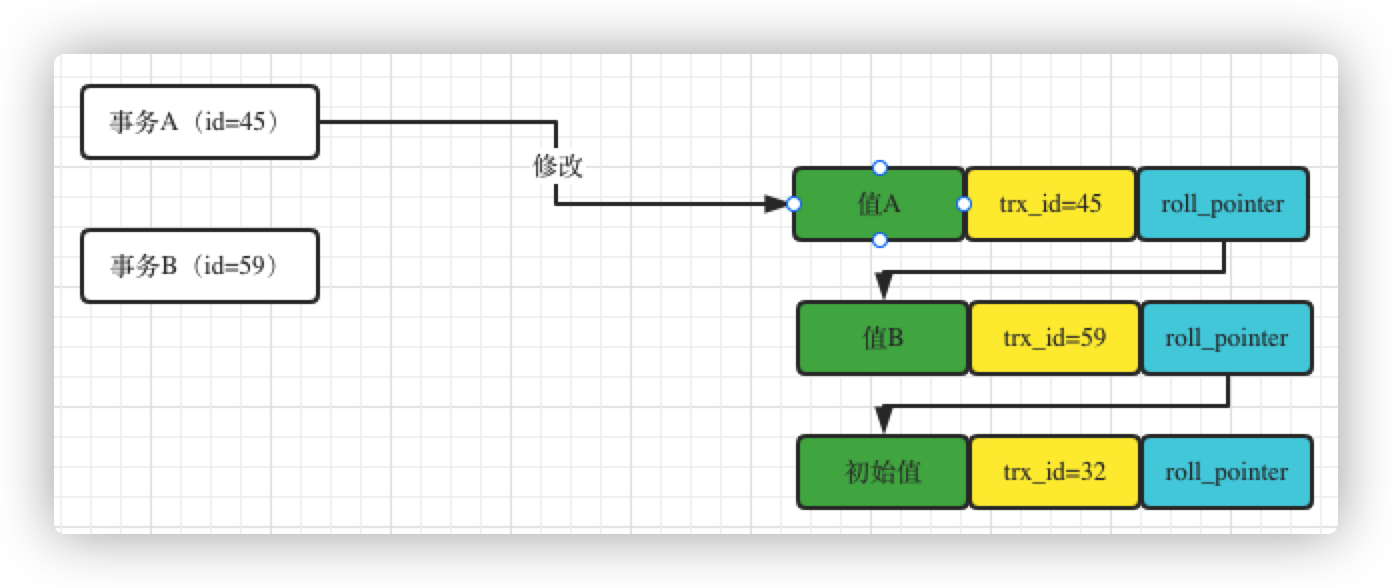 事务A（id=45）
修改
值A trx_id=45 roll_pointer
事务B（id=59）
值B trx_id=59 roll_pointer
初始值 trx_id=32 roll_pointer